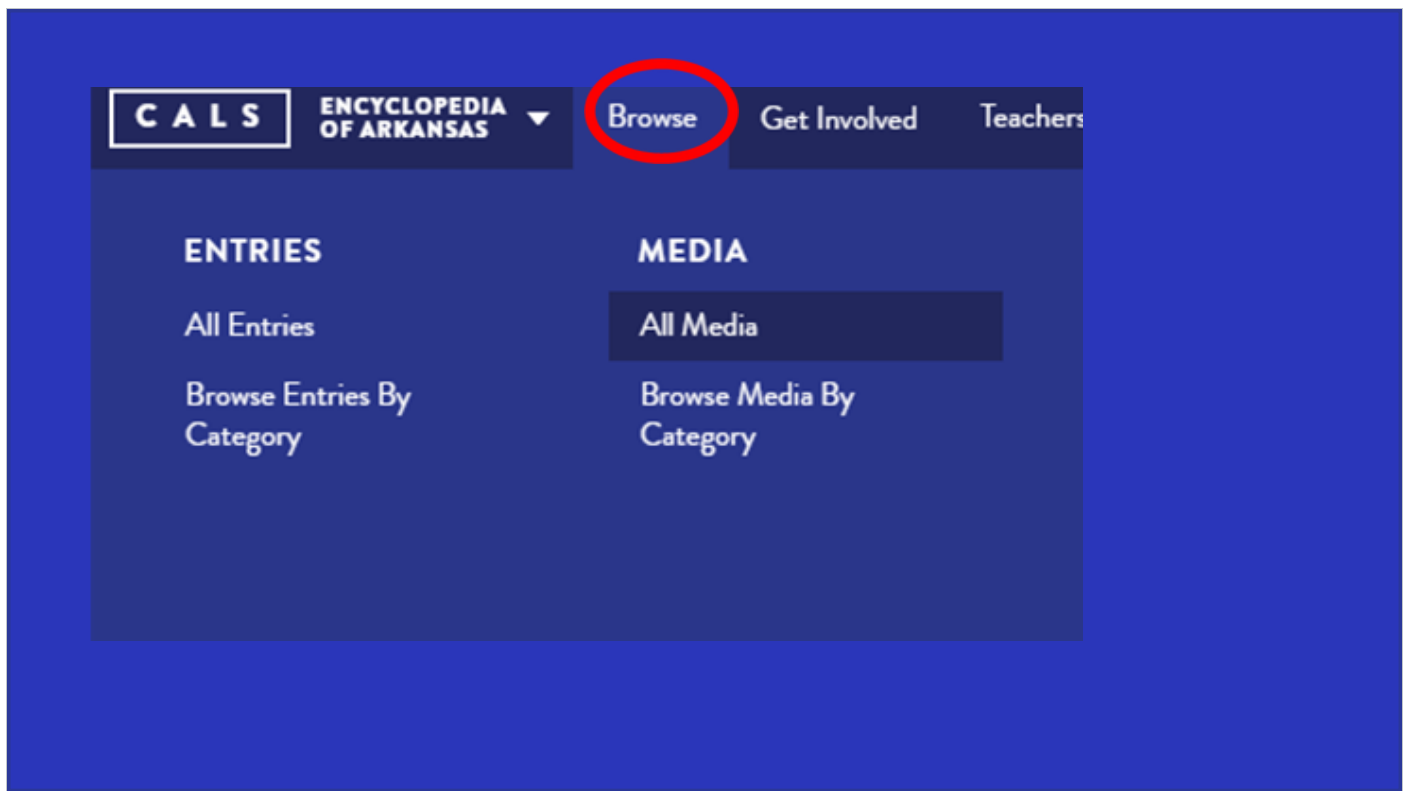 CALS
ENCYCLOPEDIA
OF ARKANSAS
Browse
Get Involved
Teachers
ENTRIES
All Entries
Browse Entries By
Category
MEDIA
All Media
Browse Media By
Category